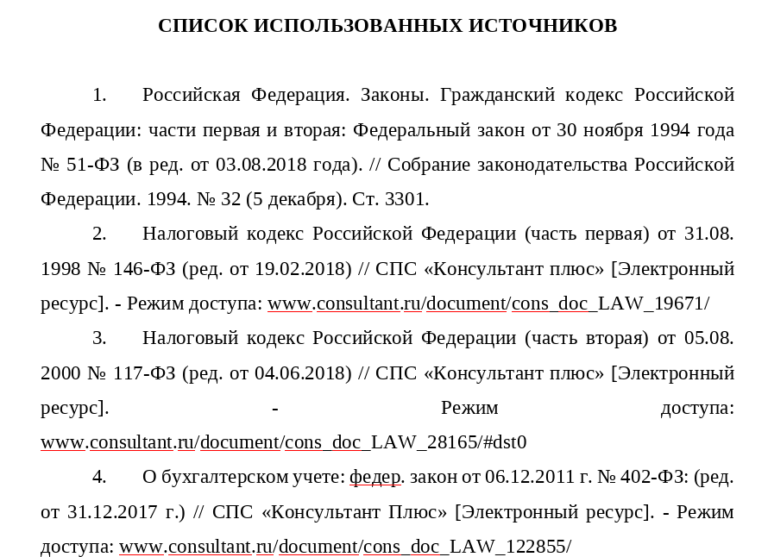 СПИСОК ИСПОЛЬЗОВАННЫХ ИСТОЧНИКОВ
1. Российская Федерация. Законы. Гражданский кодекс Российской
Федерации: части первая и вторая: Федеральный закон от 30 ноября 1994 года
№ 51-ФЗ (в ред. от 03.08.2018 года). // Собрание законодательства Российской
Федерации. 1994. № 32 (5 декабря). Ст. 3301.
2. Налоговый кодекс Российской Федерации (часть первая) от 31.08.
1998 № 146-ФЗ (ред. от 19.02.2018) // СПС «Консультант плюс» [Электронный
ресурс]. - Режим доступа: www.consultant.ru/document/cons_doc_LAW_19671/
3. Налоговый кодекс Российской Федерации (часть вторая) от 05.08.
2000 № 117-ФЗ (ред. от 04.06.2018) // СПС «Консультант плюс» [Электронный
ресурс]. - Режим доступа:
www.consultant.ru/document/cons_doc_LAW_28165/#dst0
4. О бухгалтерском учете: федер. закон от 06.12.2011 г. № 402-ФЗ: (ред.
от 31.12.2017 г.) // СПС «Консультант Плюс» [Электронный ресурс]. - Режим
доступа: www.consultant.ru/document/cons_doc_LAW_122855/